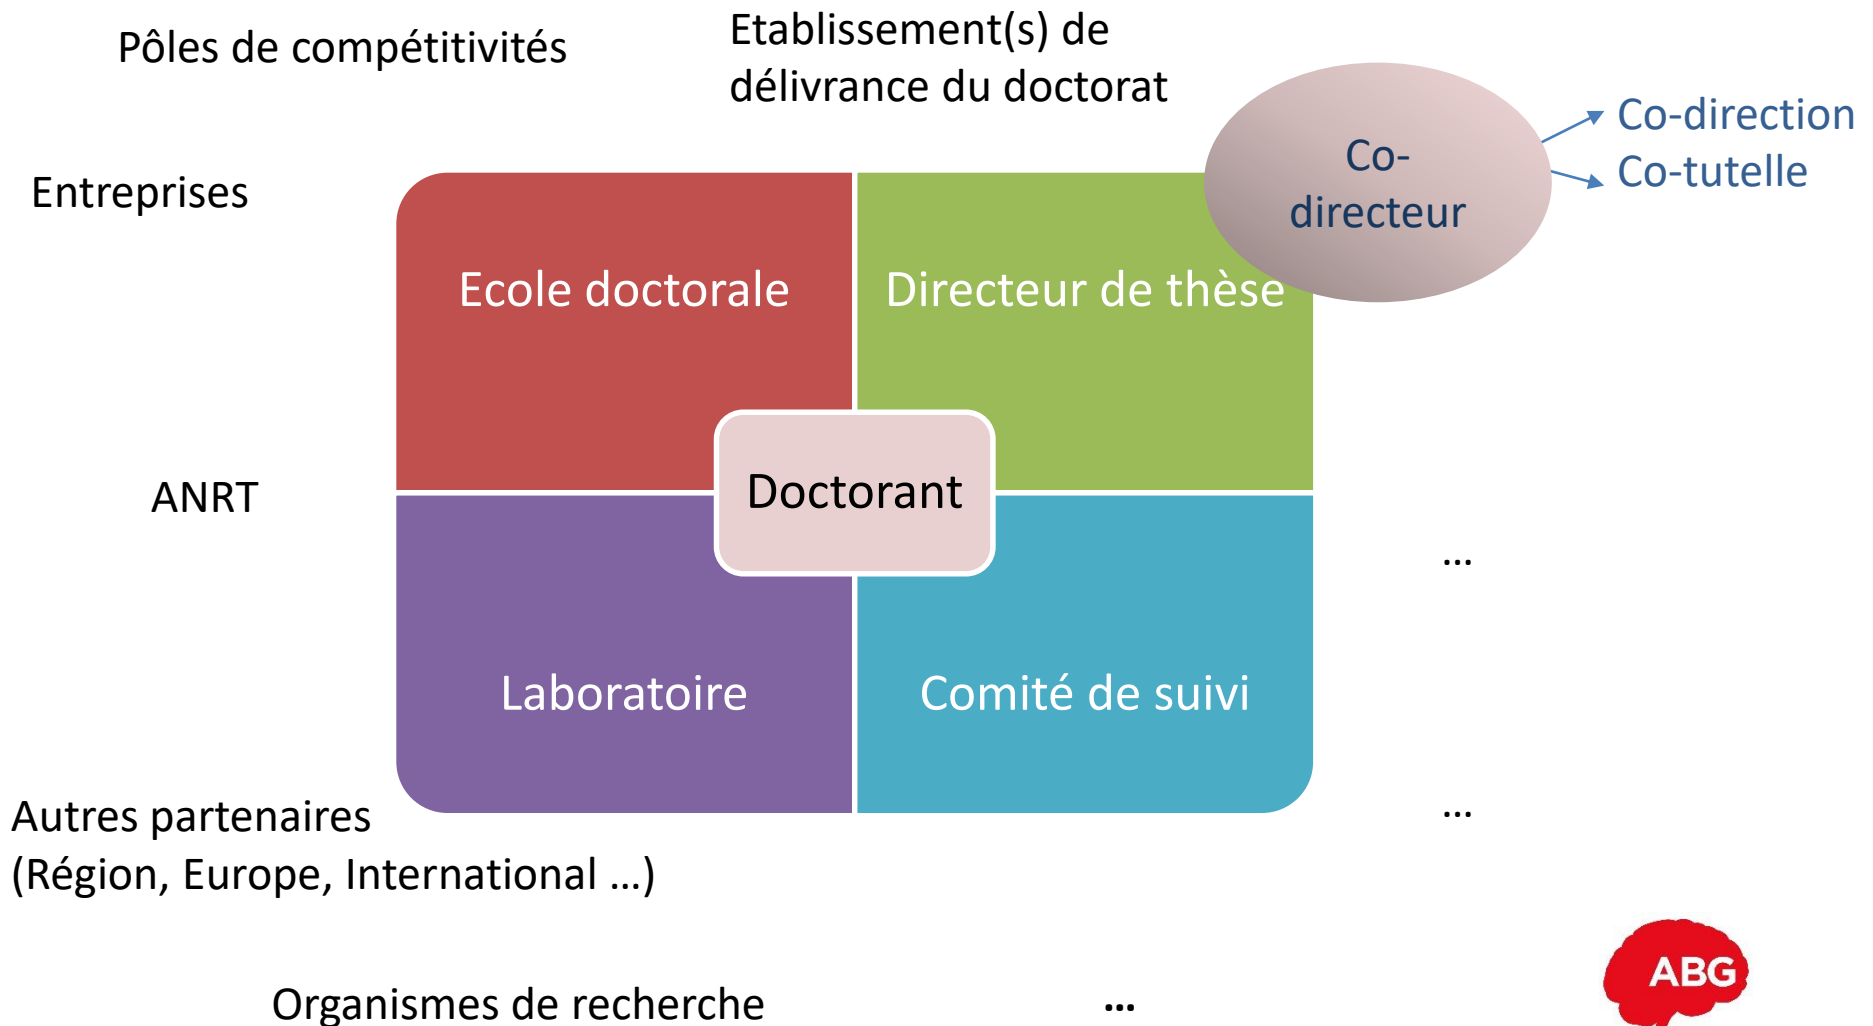 Pôles de compétitivités
Etablissement(s) de
délivrance du doctorat
Co-direction
Co-tutelle
Co-
directeur
Entreprises
Ecole doctorale
Directeur de thèse
ANRT
Doctorant
...
Laboratoire
Comité de suivi
Autres partenaires
(Région, Europe, International ...)
...
Organismes de recherche
...
ABG